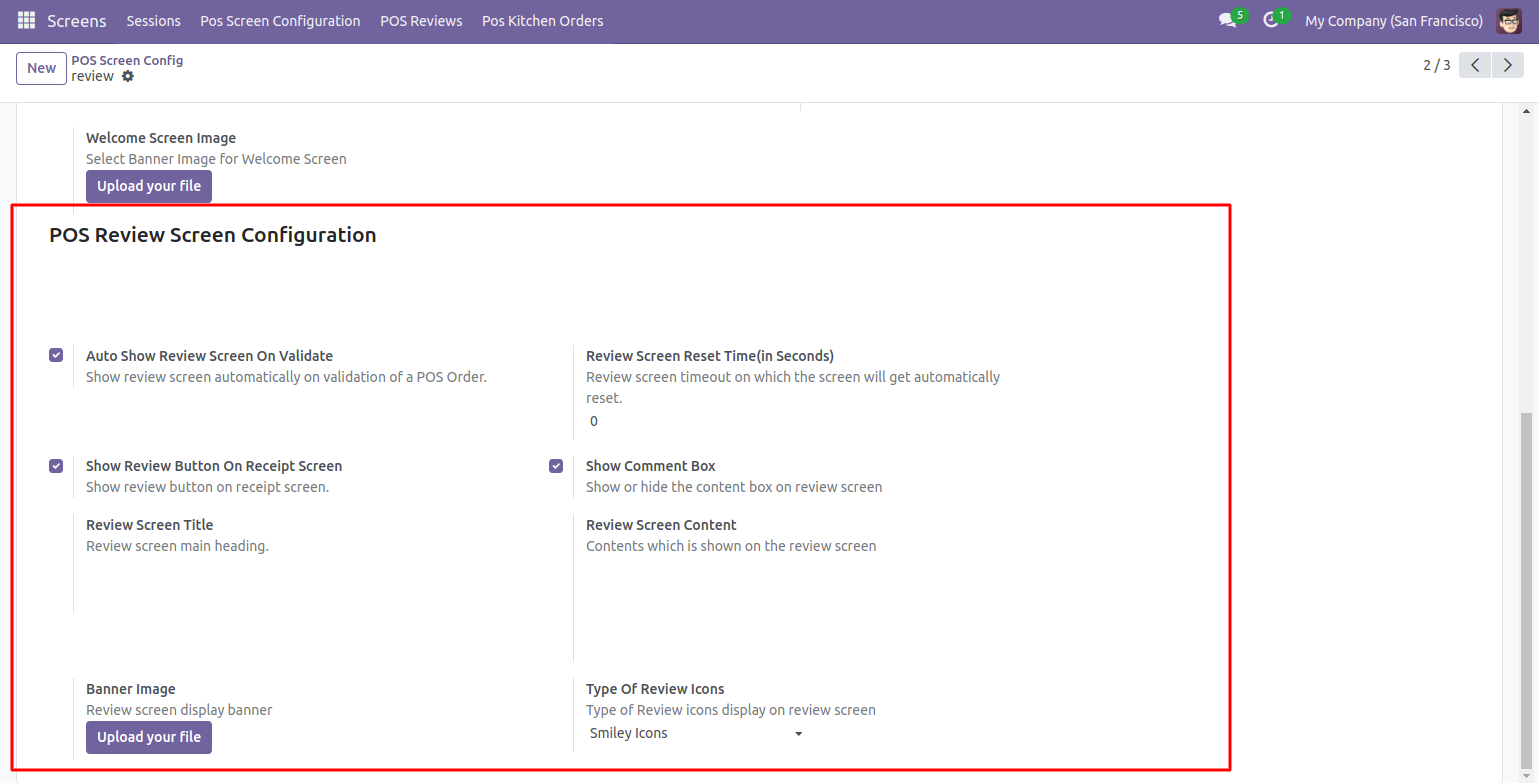 Screens Sessions Pos Screen Configuration POS Reviews Pos Kitchen Orders 5 1 My Company (San Francisco)
New
POS Screen Config
review
2 / 3
Welcome Screen Image
Select Banner Image for Welcome Screen
Upload your file
POS Review Screen Configuration
Auto Show Review Screen On Validate
Show review screen automatically on validation of a POS Order.
Review Screen Reset Time(in Seconds)
Review screen timeout on which the screen will get automatically
reset.
0
Show Review Button On Receipt Screen
Show review button on receipt screen.
Show Comment Box
Show or hide the content box on review screen
Review Screen Title
Review screen main heading.
Review Screen Content
Contents which is shown on the review screen
Banner Image
Review screen display banner
Upload your file
Type Of Review Icons
Type of Review icons display on review screen
Smiley Icons